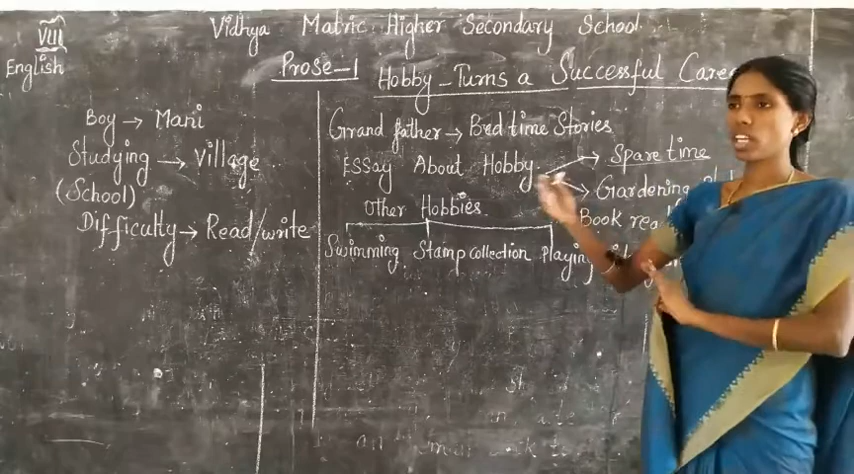 VIII
English
Vidhya Matric Higher Secondary School
Prose-1
Hobby-Turns a Successful
Boy → Mani
Studying → Village
(School)
Difficulty → Read/write
Grand father → Bed time Stories
Essay About Hobby → Spare time
→ Gardening
Book
Other Hobbies
Swimming Stamp collection Playing